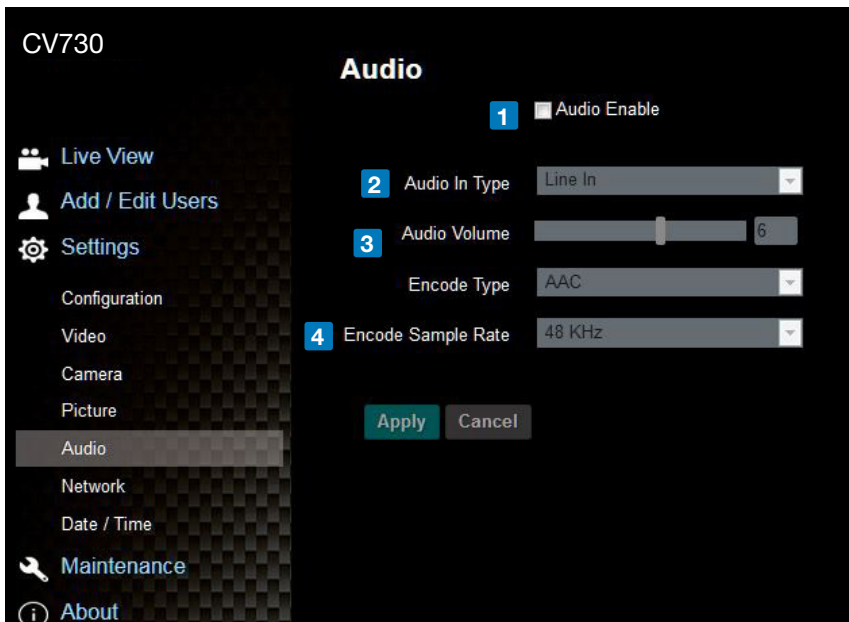 CV730
Live View
Add / Edit Users
Settings
Configuration
Video
Camera
Picture
Audio
Network
Date / Time
Maintenance
About
Audio
1 Audio Enable
2 Audio In Type Line In
3 Audio Volume 6
Encode Type AAC
4 Encode Sample Rate 48 KHz
Apply Cancel